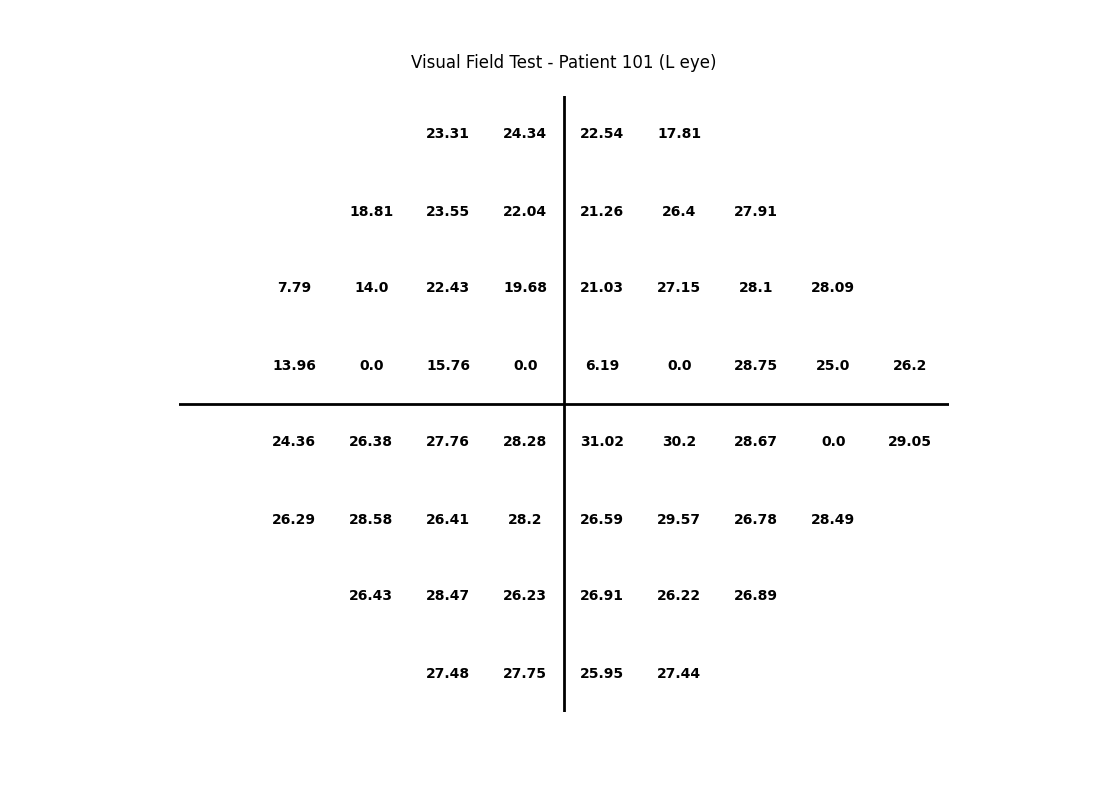 Visual Field Test - Patient 101 (L eye)
23.31 24.34 22.54 17.81
18.81 23.55 22.04 21.26 26.4 27.91
7.79 14.0 22.43 19.68 21.03 27.15 28.1 28.09
13.96 0.0 15.76 0.0 6.19 0.0 28.75 25.0 26.2
24.36 26.38 27.76 28.28 31.02 30.2 28.67 0.0 29.05
26.29 28.58 26.41 28.2 26.59 29.57 26.78 28.49
26.43 28.47 26.23 26.91 26.22 26.89
27.48 27.75 25.95 27.44